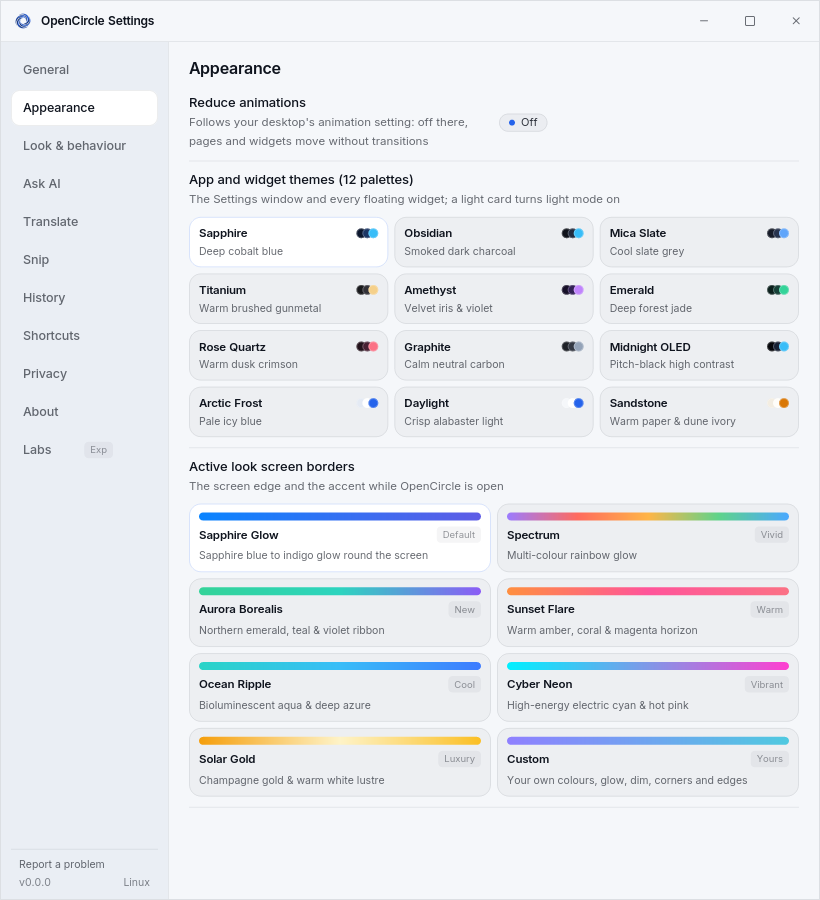 OpenCircle Settings
General
Appearance
Look & behaviour
Ask AI
Translate
Snip
History
Shortcuts
Privacy
About
Labs Exp
Report a problem
v0.0.0 Linux
Appearance
Reduce animations
Follows your desktop's animation setting: off there,
pages and widgets move without transitions
Off
App and widget themes (12 palettes)
The Settings window and every floating widget; a light card turns light mode on
Sapphire
Deep cobalt blue
Obsidian
Smoked dark charcoal
Mica Slate
Cool slate grey
Titanium
Warm brushed gunmetal
Amethyst
Velvet iris & violet
Emerald
Deep forest jade
Rose Quartz
Warm dusk crimson
Graphite
Calm neutral carbon
Midnight OLED
Pitch-black high contrast
Arctic Frost
Pale icy blue
Daylight
Crisp alabaster light
Sandstone
Warm paper & dune ivory
Active look screen borders
The screen edge and the accent while OpenCircle is open
Sapphire Glow Default
Sapphire blue to indigo glow round the screen
Spectrum Vivid
Multi-colour rainbow glow
Aurora Borealis New
Northern emerald, teal & violet ribbon
Sunset Flare Warm
Warm amber, coral & magenta horizon
Ocean Ripple Cool
Bioluminescent aqua & deep azure
Cyber Neon Vibrant
High-energy electric cyan & hot pink
Solar Gold Luxury
Champagne gold & warm white lustre
Custom Yours
Your own colours, glow, dim, corners and edges